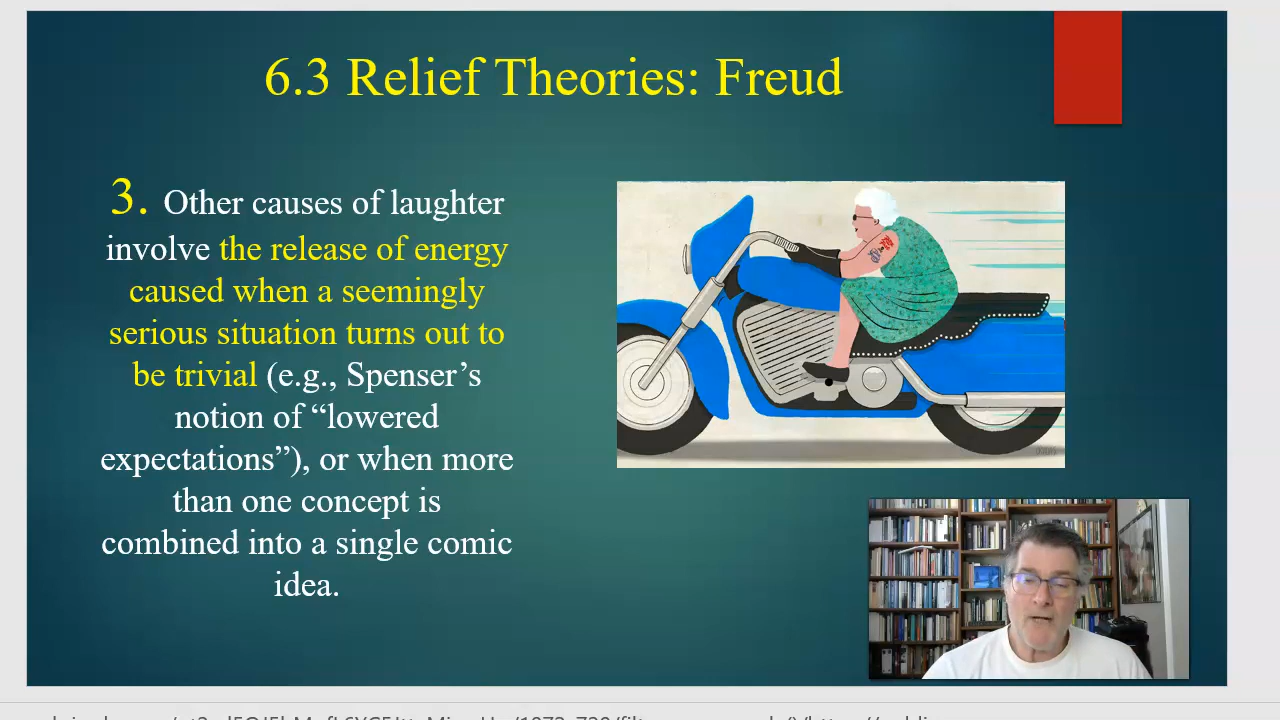 6.3 Relief Theories: Freud
3. Other causes of laughter
involve the release of energy
caused when a seemingly
serious situation turns out to
be trivial (e.g., Spenser’s
notion of “lowered
expectations”), or when more
than one concept is
combined into a single comic
idea.